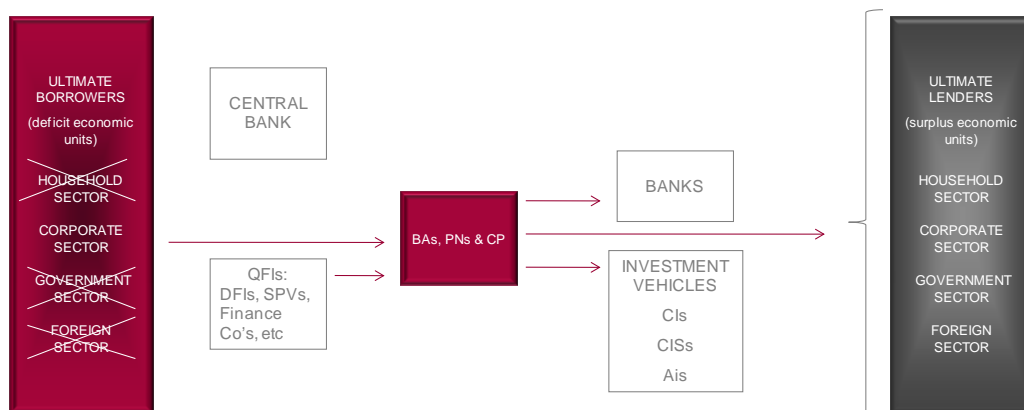 ULTIMATE
BORROWERS
(deficit economic
units)
HOUSEHOLD
SECTOR
CORPORATE
SECTOR
GOVERNMENT
SECTOR
FOREIGN
SECTOR
CENTRAL
BANK
QFIs:
DFIs, SPVs,
Finance
Co’s, etc
BAs, PNs & CP
BANKS
INVESTMENT
VEHICLES
CIs
CISs
Ais
ULTIMATE
LENDERS
(surplus economic
units)
HOUSEHOLD
SECTOR
CORPORATE
SECTOR
GOVERNMENT
SECTOR
FOREIGN
SECTOR